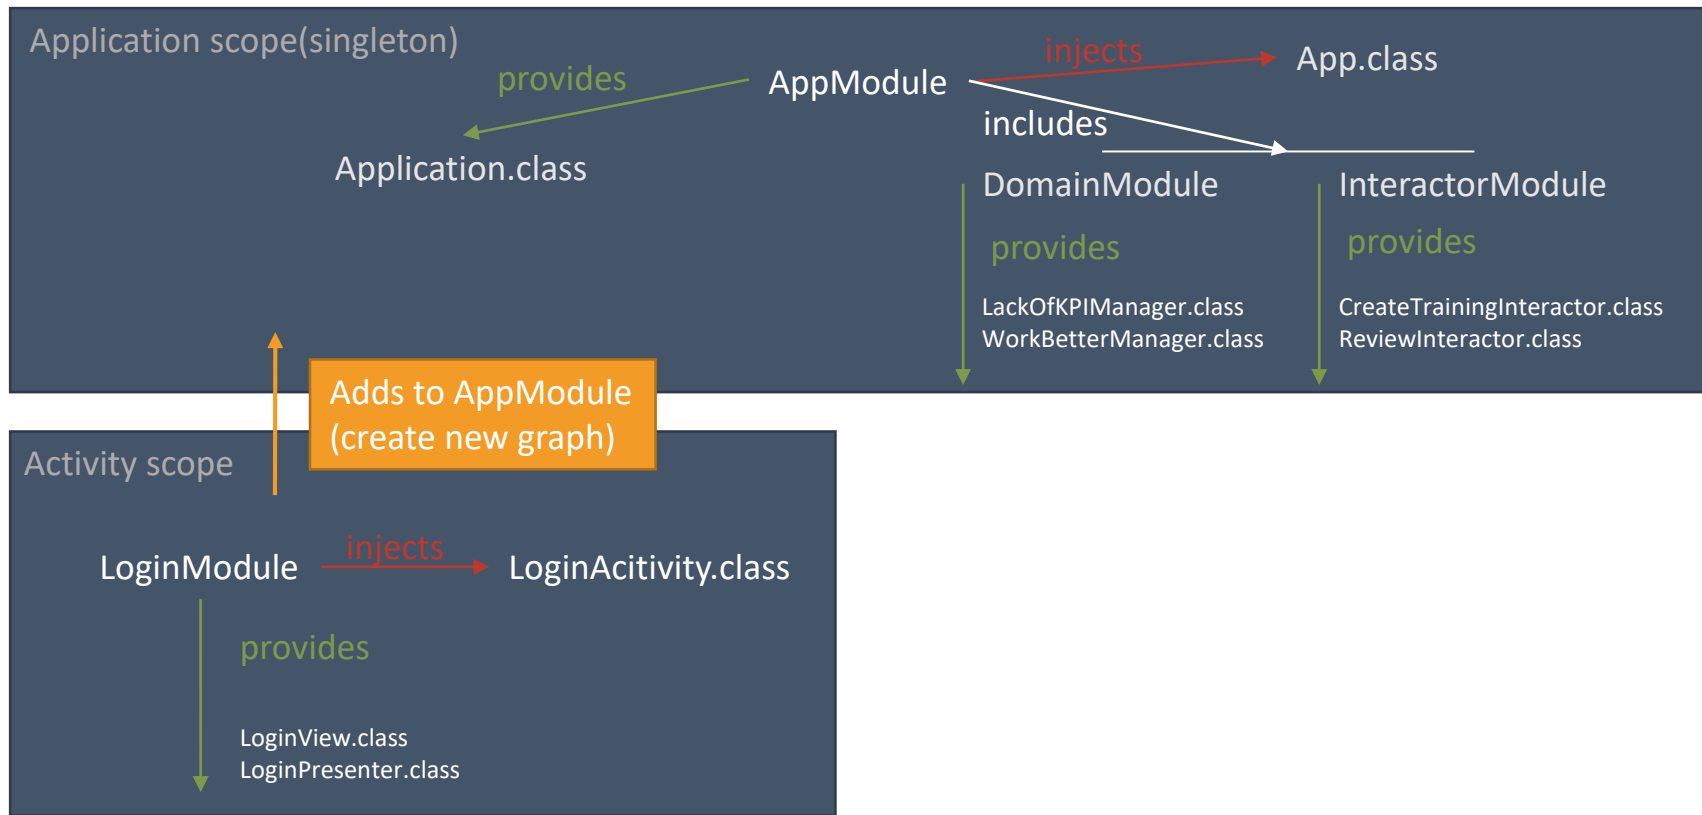 Application scope(singleton)
provides
AppModule
injects
App.class
includes
Application.class
DomainModule
InteractorModule
provides
provides
LackOfKPIManager.class
WorkBetterManager.class
CreateTrainingInteractor.class
ReviewInteractor.class
Adds to AppModule
(create new graph)
Activity scope
LoginModule
injects
LoginAcitivity.class
provides
LoginView.class
LoginPresenter.class